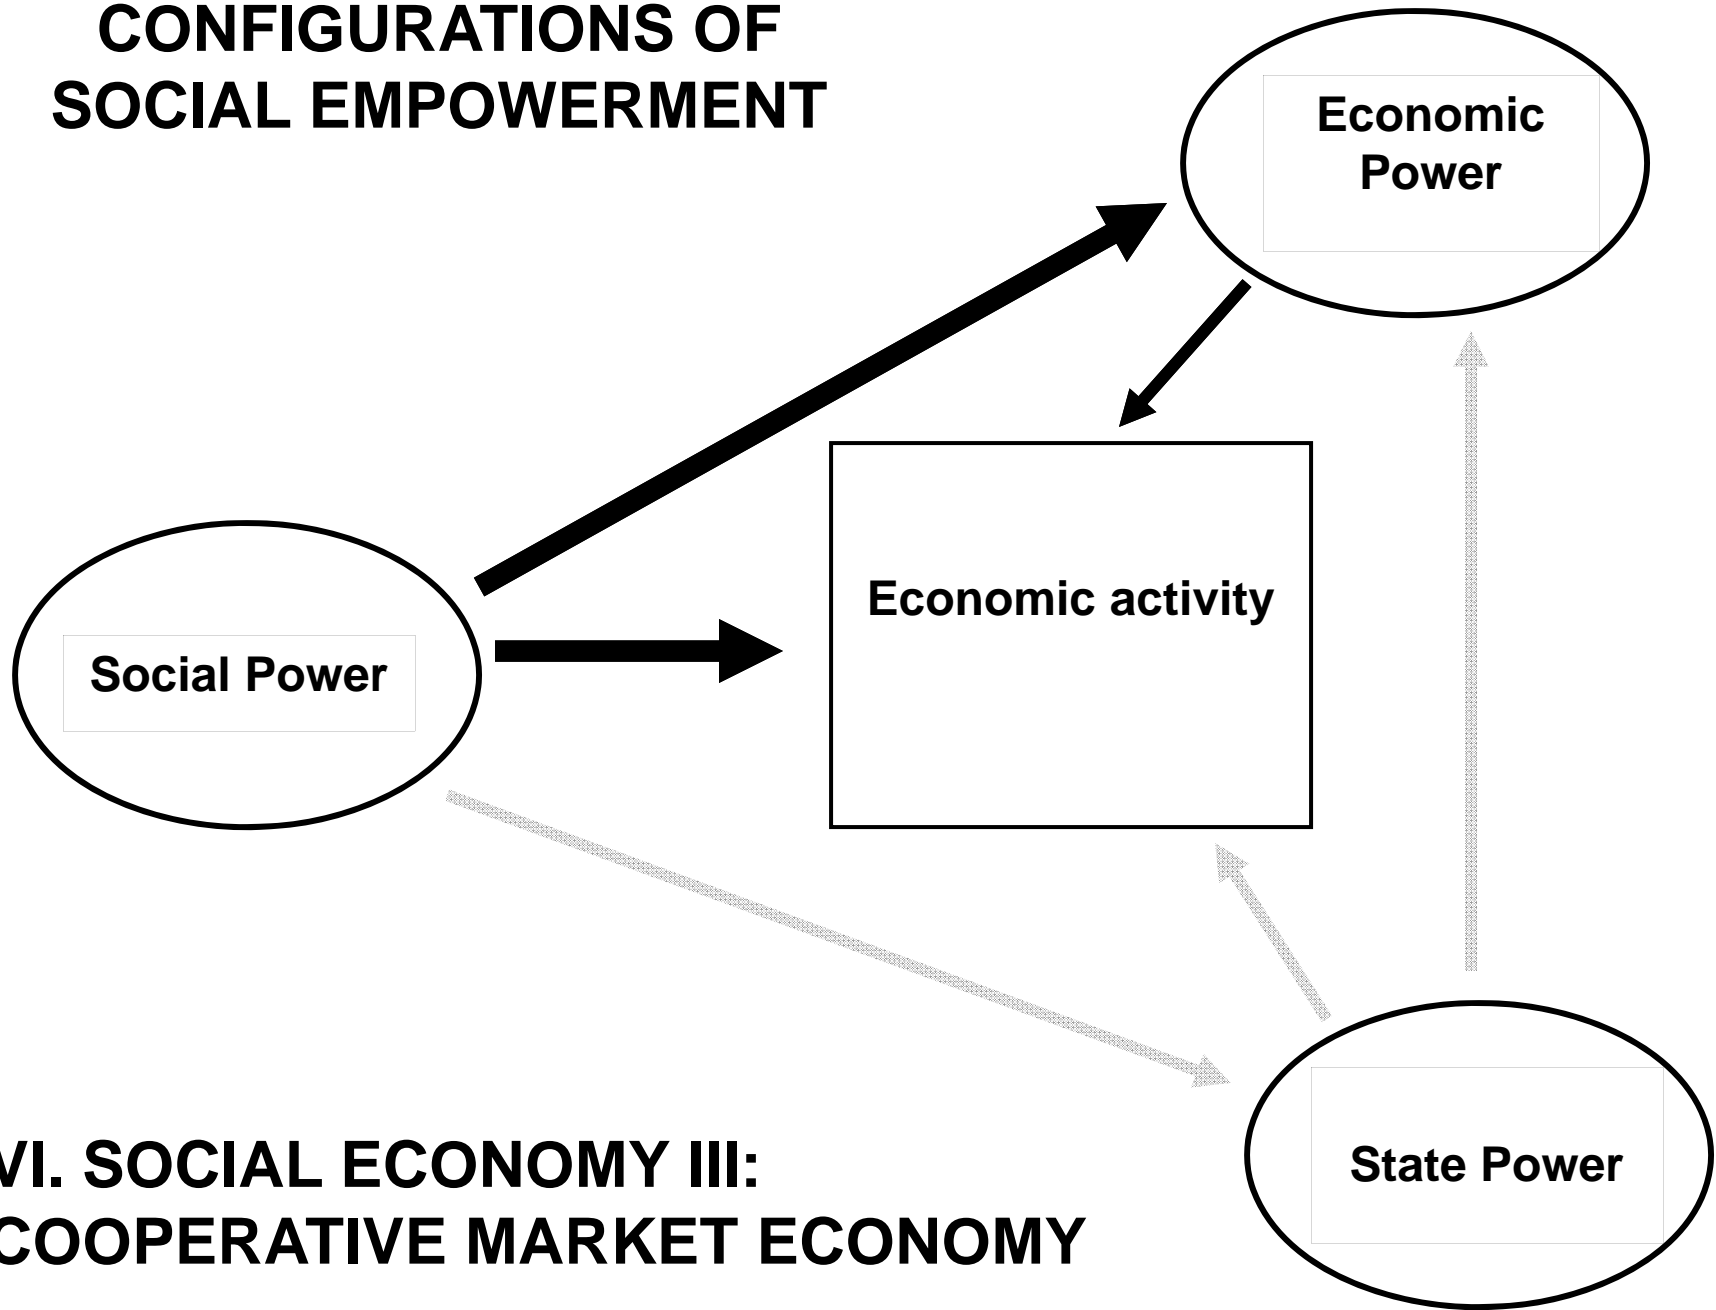 CONFIGURATIONS OF
SOCIAL EMPOWERMENT
Economic
Power
Economic activity
Social Power
State Power
VI. SOCIAL ECONOMY III:
COOPERATIVE MARKET ECONOMY